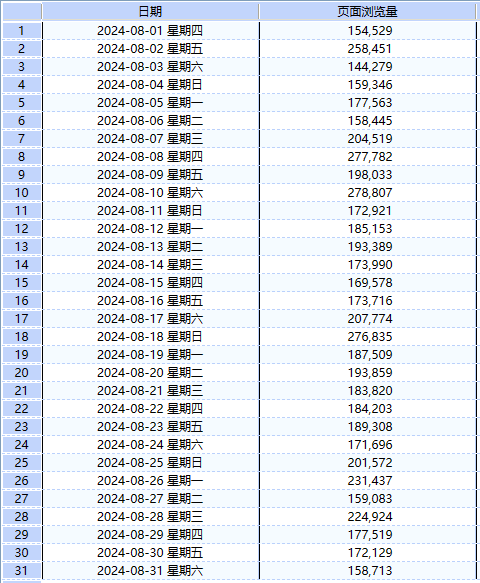 日期 页面浏览量
1 2024-08-01 星期四 154,529
2 2024-08-02 星期五 258,451
3 2024-08-03 星期六 144,279
4 2024-08-04 星期日 159,346
5 2024-08-05 星期一 177,563
6 2024-08-06 星期二 158,445
7 2024-08-07 星期三 204,519
8 2024-08-08 星期四 277,782
9 2024-08-09 星期五 198,033
10 2024-08-10 星期六 278,807
11 2024-08-11 星期日 172,921
12 2024-08-12 星期一 185,153
13 2024-08-13 星期二 193,389
14 2024-08-14 星期三 173,990
15 2024-08-15 星期四 169,578
16 2024-08-16 星期五 173,716
17 2024-08-17 星期六 207,774
18 2024-08-18 星期日 276,835
19 2024-08-19 星期一 187,509
20 2024-08-20 星期二 193,859
21 2024-08-21 星期三 183,820
22 2024-08-22 星期四 184,203
23 2024-08-23 星期五 189,308
24 2024-08-24 星期六 171,696
25 2024-08-25 星期日 201,572
26 2024-08-26 星期一 231,437
27 2024-08-27 星期二 159,083
28 2024-08-28 星期三 224,924
29 2024-08-29 星期四 177,519
30 2024-08-30 星期五 172,129
31 2024-08-31 星期六 158,713